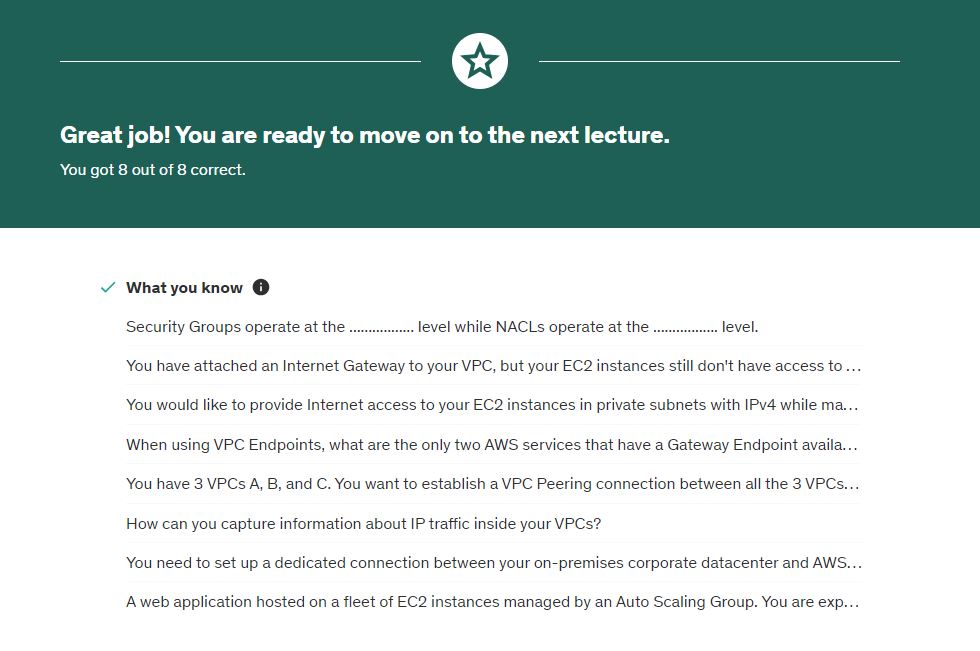 Great job! You are ready to move on to the next lecture.
You got 8 out of 8 correct.
What you know
Security Groups operate at the ................ level while NACLs operate at the ................ level.
You have attached an Internet Gateway to your VPC, but your EC2 instances still don't have access to ...
You would like to provide Internet access to your EC2 instances in private subnets with IPv4 while ma...
When using VPC Endpoints, what are the only two AWS services that have a Gateway Endpoint availa...
You have 3 VPCs A, B, and C. You want to establish a VPC Peering connection between all the 3 VPCs...
How can you capture information about IP traffic inside your VPCs?
You need to set up a dedicated connection between your on-premises corporate datacenter and AWS...
A web application hosted on a fleet of EC2 instances managed by an Auto Scaling Group. You are exp...